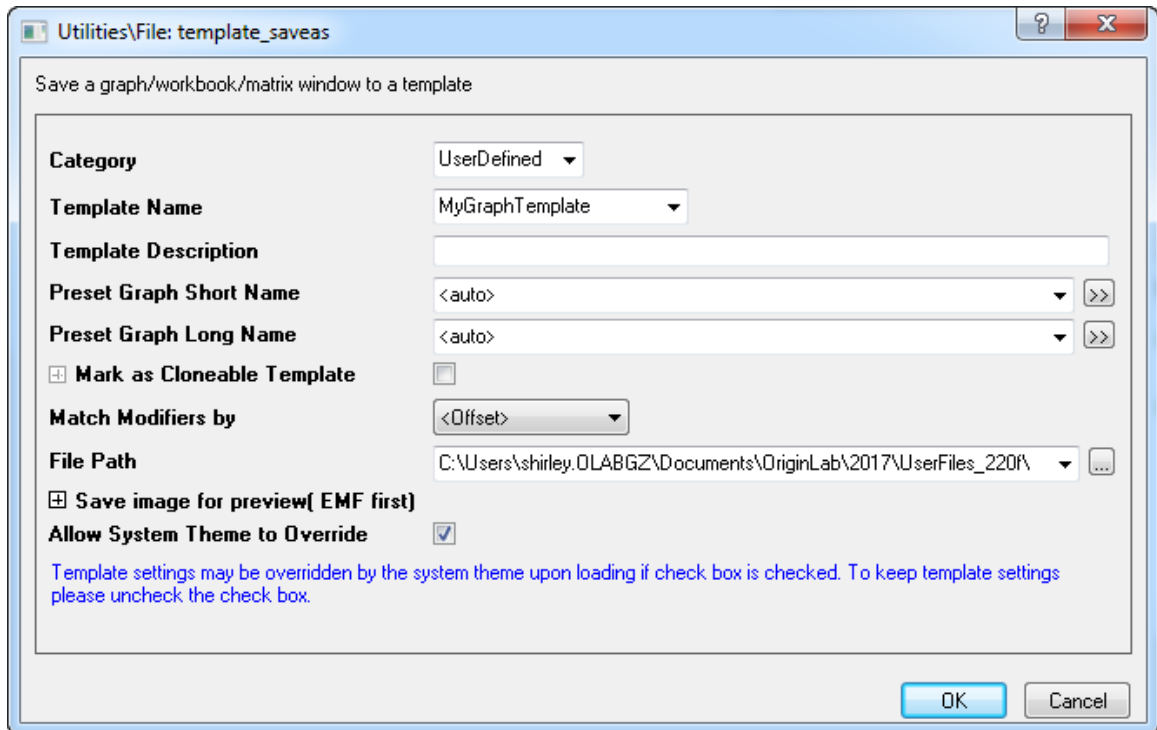 Utilities\File: template_saveas
Save a graph/workbook/matrix window to a template
Category UserDefined
Template Name MyGraphTemplate
Template Description
Preset Graph Short Name <auto> >>
Preset Graph Long Name <auto> >>
Mark as Cloneable Template
Match Modifiers by <Offset>
File Path C:\Users\shirley.OLABGZ\Documents\OriginLab\2017\UserFiles_220f\ ...
Save image for preview( EMF first)
Allow System Theme to Override
Template settings may be overridden by the system theme upon loading if check box is checked. To keep template settings
please uncheck the check box.
OK Cancel